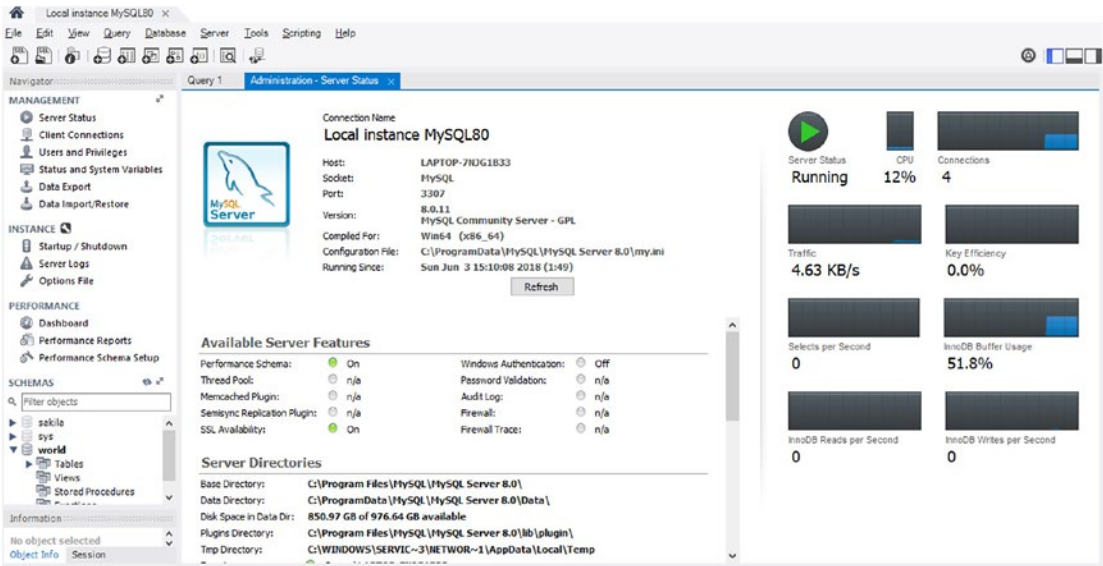 Local instance MySQL80 ×
File Edit View Query Database Server Tools Scripting Help
Navigator
Query 1
Administration - Server Status ×
MANAGEMENT
Server Status
Client Connections
Users and Privileges
Status and System Variables
Data Export
Data Import/Restore
INSTANCE
Startup / Shutdown
Server Logs
Options File
PERFORMANCE
Dashboard
Performance Reports
Performance Schema Setup
SCHEMAS
Filter objects
sakila
sys
world
Tables
Views
Stored Procedures
Functions
Information
No object selected
Object Info Session
MySQL
Server
Connection Name
Local instance MySQL80
Host: LAPTOP-7NJG1B33
Socket: MySQL
Port: 3307
Version: 8.0.11
MySQL Community Server - GPL
Compiled For: Win64 (x86_64)
Configuration File: C:\ProgramData\MySQL\MySQL Server 8.0\my.ini
Running Since: Sun Jun 3 15:10:08 2018 (1:49)
Refresh
Available Server Features
Performance Schema: On
Windows Authentication: Off
Thread Pool: n/a
Password Validation: n/a
Memcached Plugin: n/a
Audit Log: n/a
Semisync Replication Plugin: n/a
Firewall: n/a
SSL Availability: On
Firewall Trace: n/a
Server Directories
Base Directory: C:\Program Files\MySQL\MySQL Server 8.0\
Data Directory: C:\ProgramData\MySQL\MySQL Server 8.0\Data\
Disk Space in Data Dir: 850.97 GB of 976.64 GB available
Plugins Directory: C:\Program Files\MySQL\MySQL Server 8.0\lib\plugin\
Tmp Directory: C:\WINDOWS\SERVIC~3\NETWOR~1\AppData\Local\Temp
Server Status
Running
CPU
12%
Connections
4
Traffic
4.63 KB/s
Key Efficiency
0.0%
Selects per Second
0
InnoDB Buffer Usage
51.8%
InnoDB Reads per Second
0
InnoDB Writes per Second
0